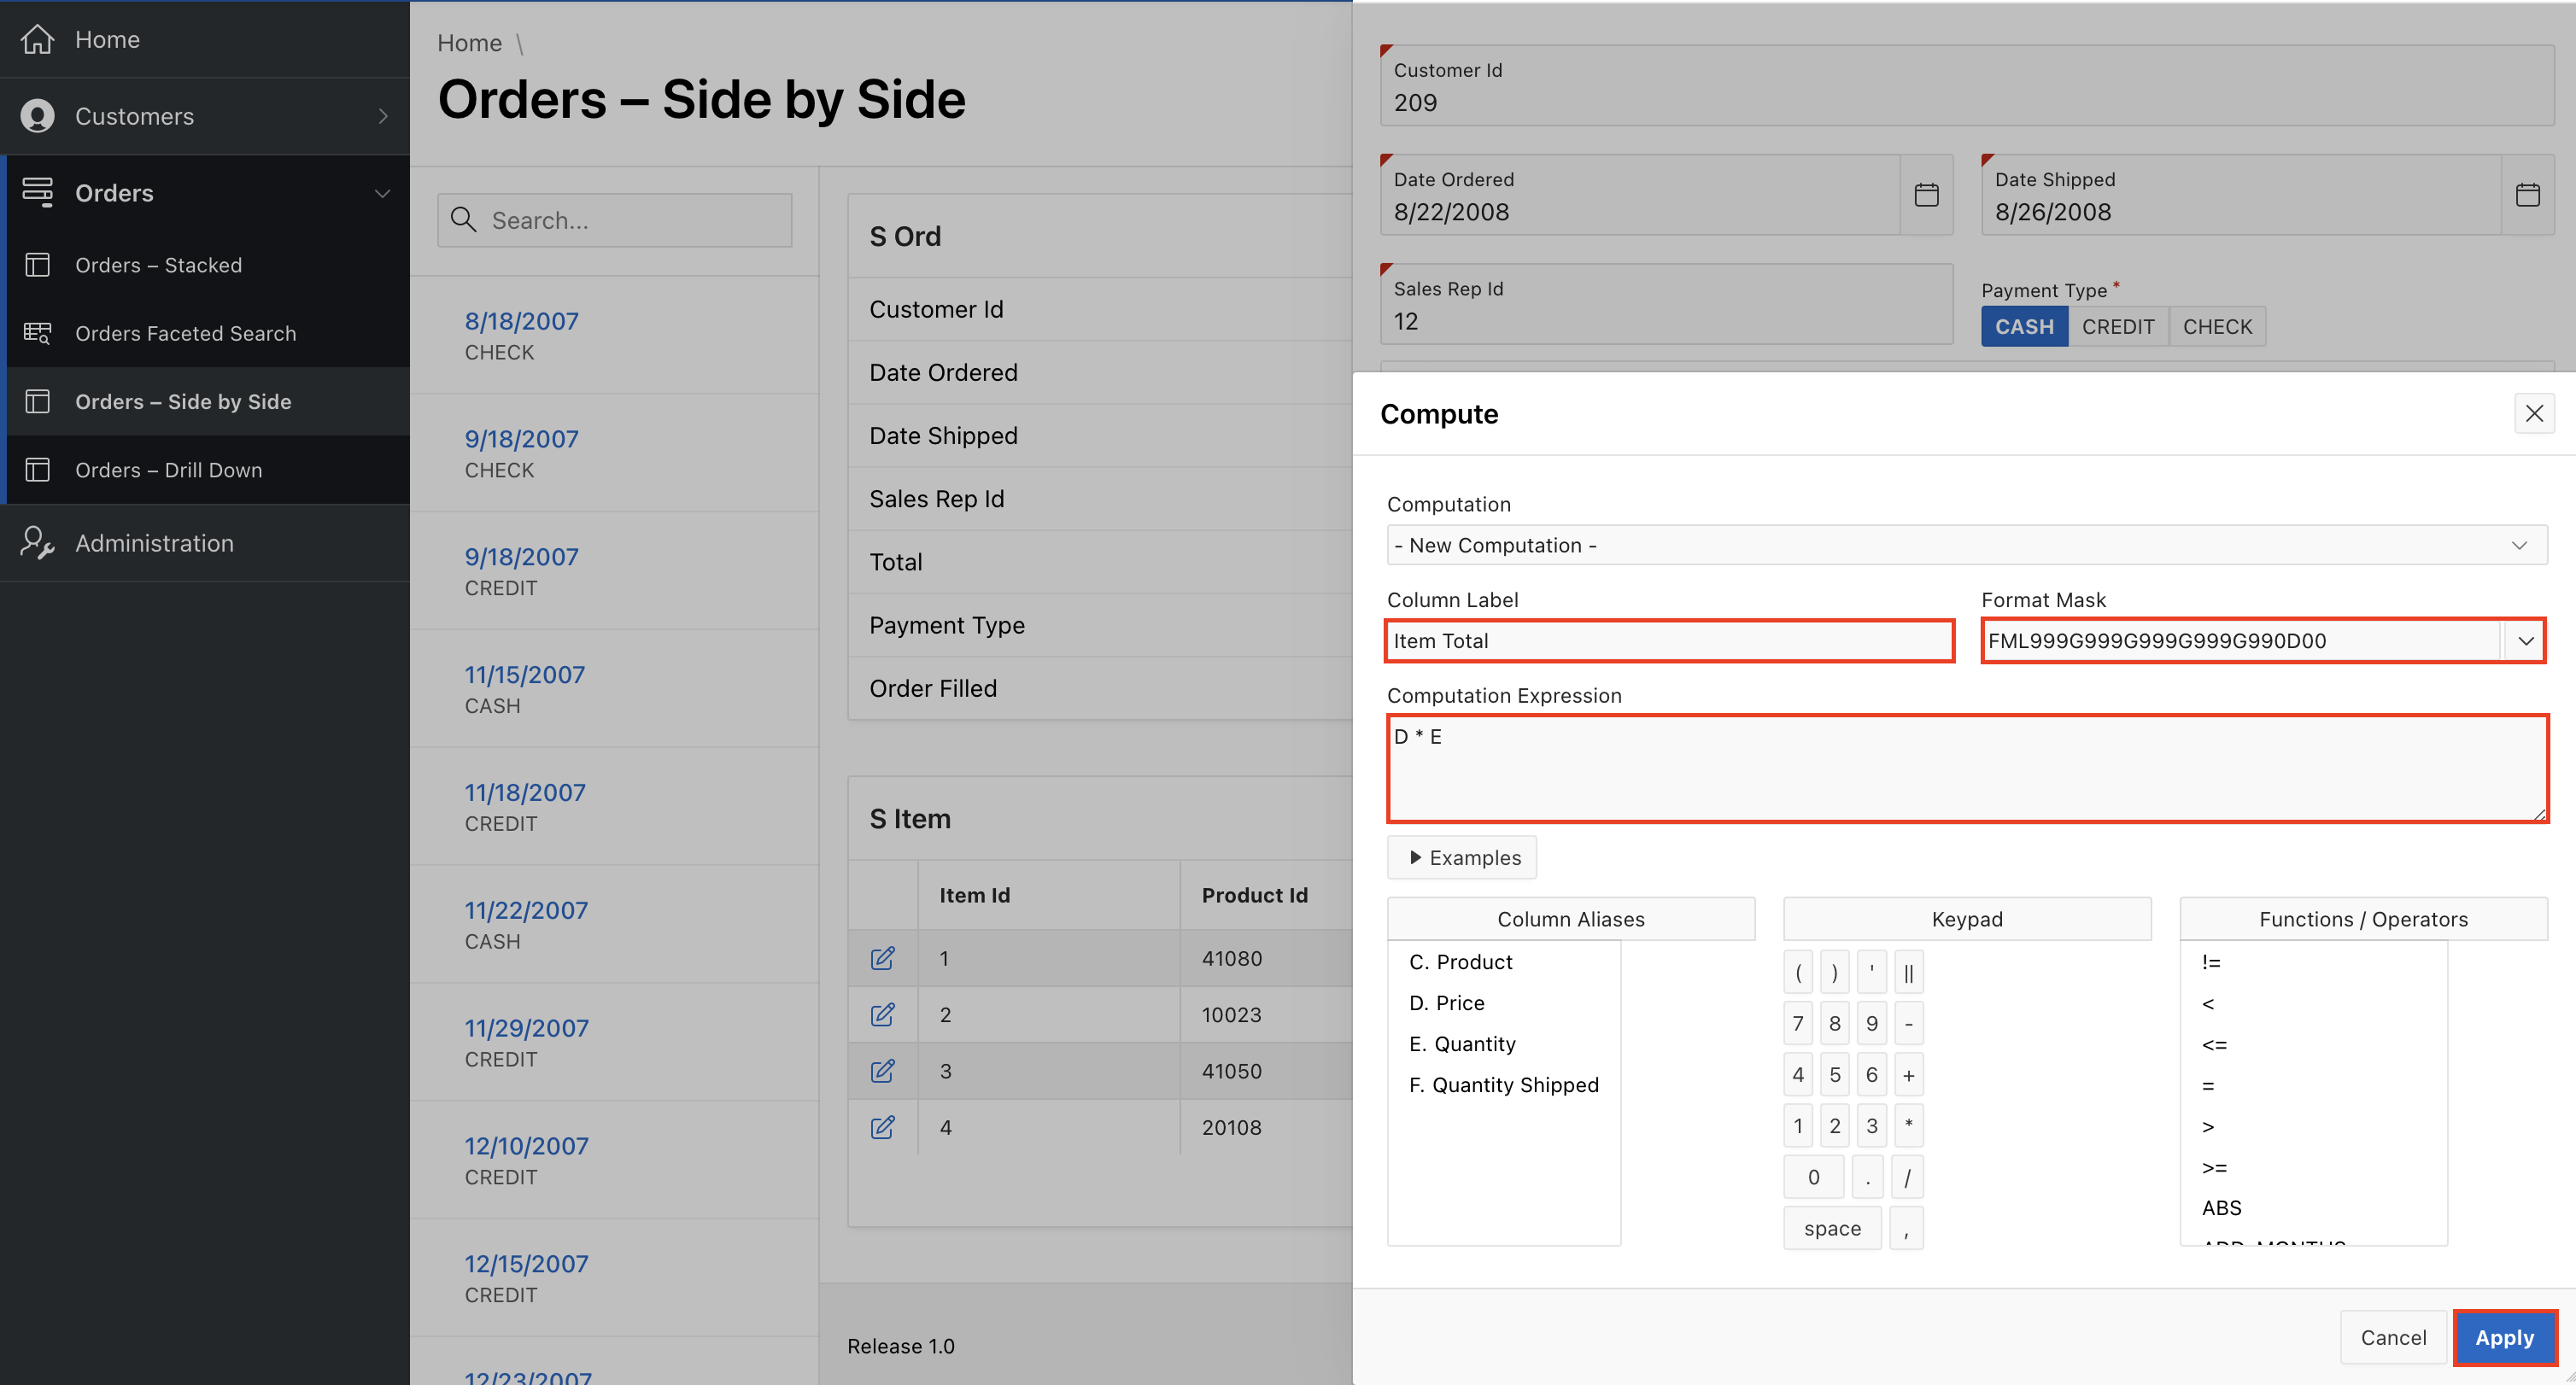 Home
Customers
Orders
Orders – Stacked
Orders Faceted Search
Orders – Side by Side
Orders – Drill Down
Administration
Home \
Orders – Side by Side
Search...
8/18/2007
CHECK
9/18/2007
CHECK
9/18/2007
CREDIT
11/15/2007
CASH
11/18/2007
CREDIT
11/22/2007
CASH
11/29/2007
CREDIT
12/10/2007
CREDIT
12/15/2007
CREDIT
12/23/2007
S Ord
Customer Id
Date Ordered
Date Shipped
Sales Rep Id
Total
Payment Type
Order Filled
S Item
Item Id Product Id
1 41080
2 10023
3 41050
4 20108
Release 1.0
Customer Id
209
Date Ordered
8/22/2008
Date Shipped
8/26/2008
Sales Rep Id
12
Payment Type *
CASH CREDIT CHECK
Compute
Computation
- New Computation -
Column Label
Item Total
Format Mask
FML999G999G999G999G990D00
Computation Expression
D * E
Examples
Column Aliases
C. Product
D. Price
E. Quantity
F. Quantity Shipped
Keypad
( ) ' ||
7 8 9 -
4 5 6 +
1 2 3 *
0 . /
space ,
Functions / Operators
!=
<
<=
=
>
>=
ABS
ADD_MONTHS
Cancel Apply